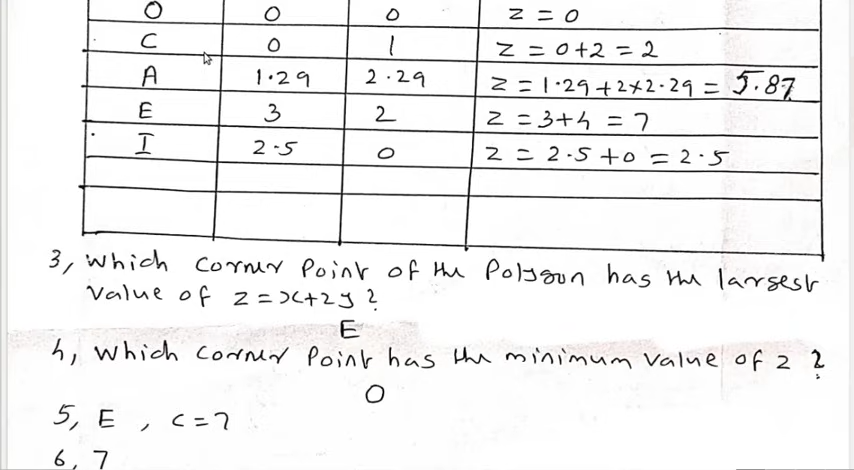 O 0 0 z = 0
C 0 1 z = 0+2 = 2
A 1.29 2.29 z = 1.29+2×2.29 = 5.87
E 3 2 z = 3+4 = 7
I 2.5 0 z = 2.5+0 = 2.5
3, Which corner point of the Polygon has the largest
value of z = x+2y ?
E
4, Which corner point has the minimum value of z ?
O
5, E , c=7
6, 7